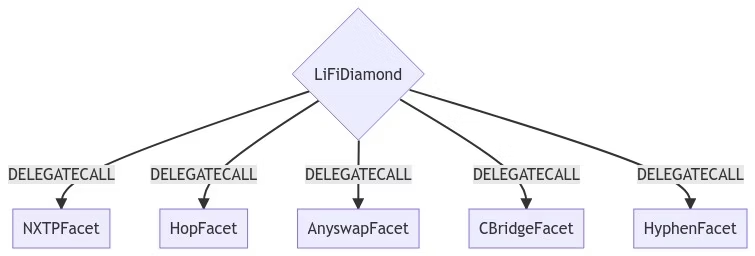 LiFiDiamond
DELEGATECALL DELEGATECALL DELEGATECALL DELEGATECALL DELEGATECALL
NXTPFacet HopFacet AnyswapFacet CBridgeFacet HyphenFacet